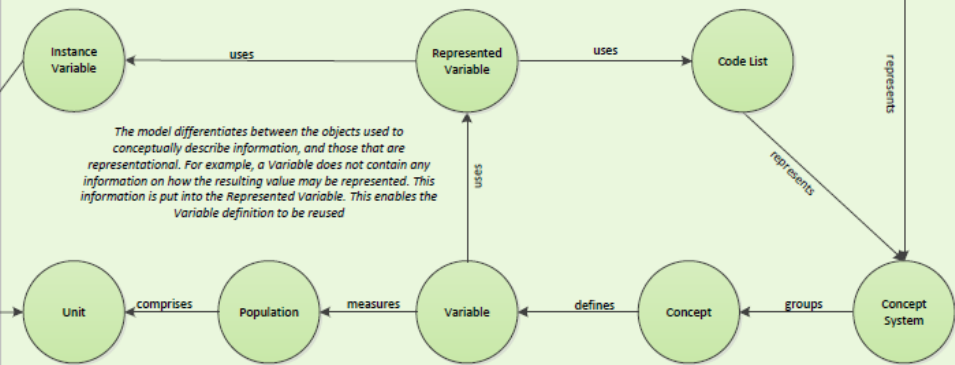 Instance
Variable
uses
Represented
Variable
uses
Code List
represents
The model differentiates between the objects used to
conceptually describe information, and those that are
representational. For example, a Variable does not contain any
information on how the resulting value may be represented. This
information is put into the Represented Variable. This enables the
Variable definition to be reused
uses
represents
Unit
comprises
Population
measures
Variable
defines
Concept
groups
Concept
System